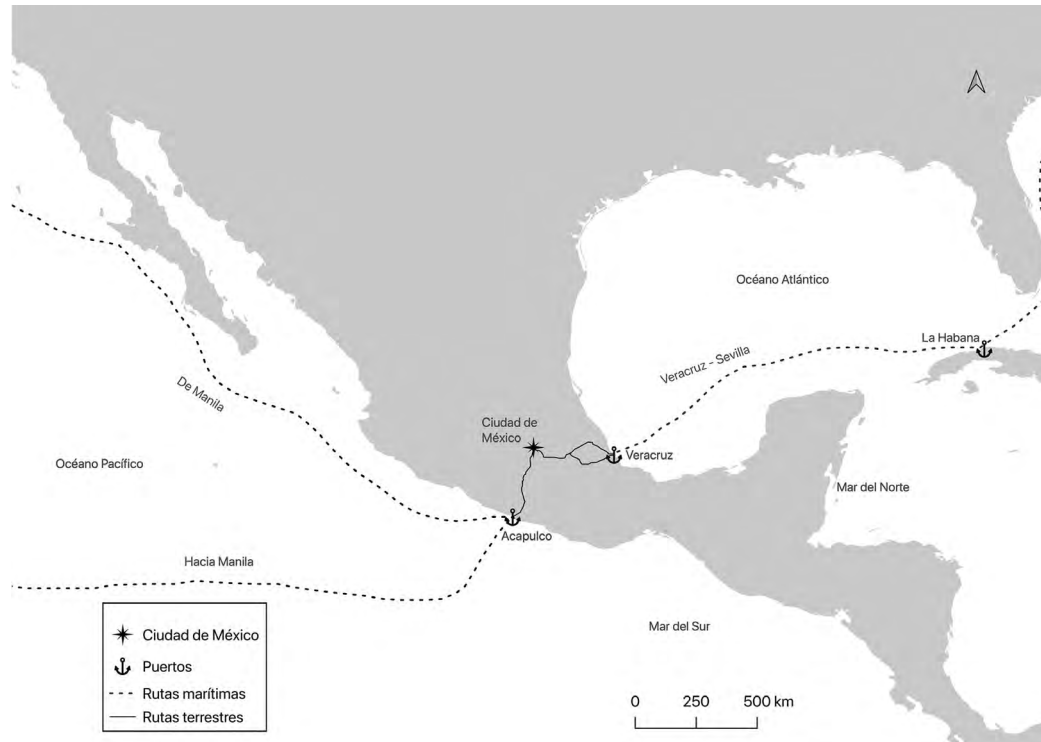 Océano Atlántico
La Habana
Veracruz - Sevilla
De Manila
Ciudad de
México
Veracruz
Océano Pacífico
Mar del Norte
Acapulco
Hacia Manila
Mar del Sur
Ciudad de México
Puertos
Rutas marítimas
Rutas terrestres
0 250 500 km